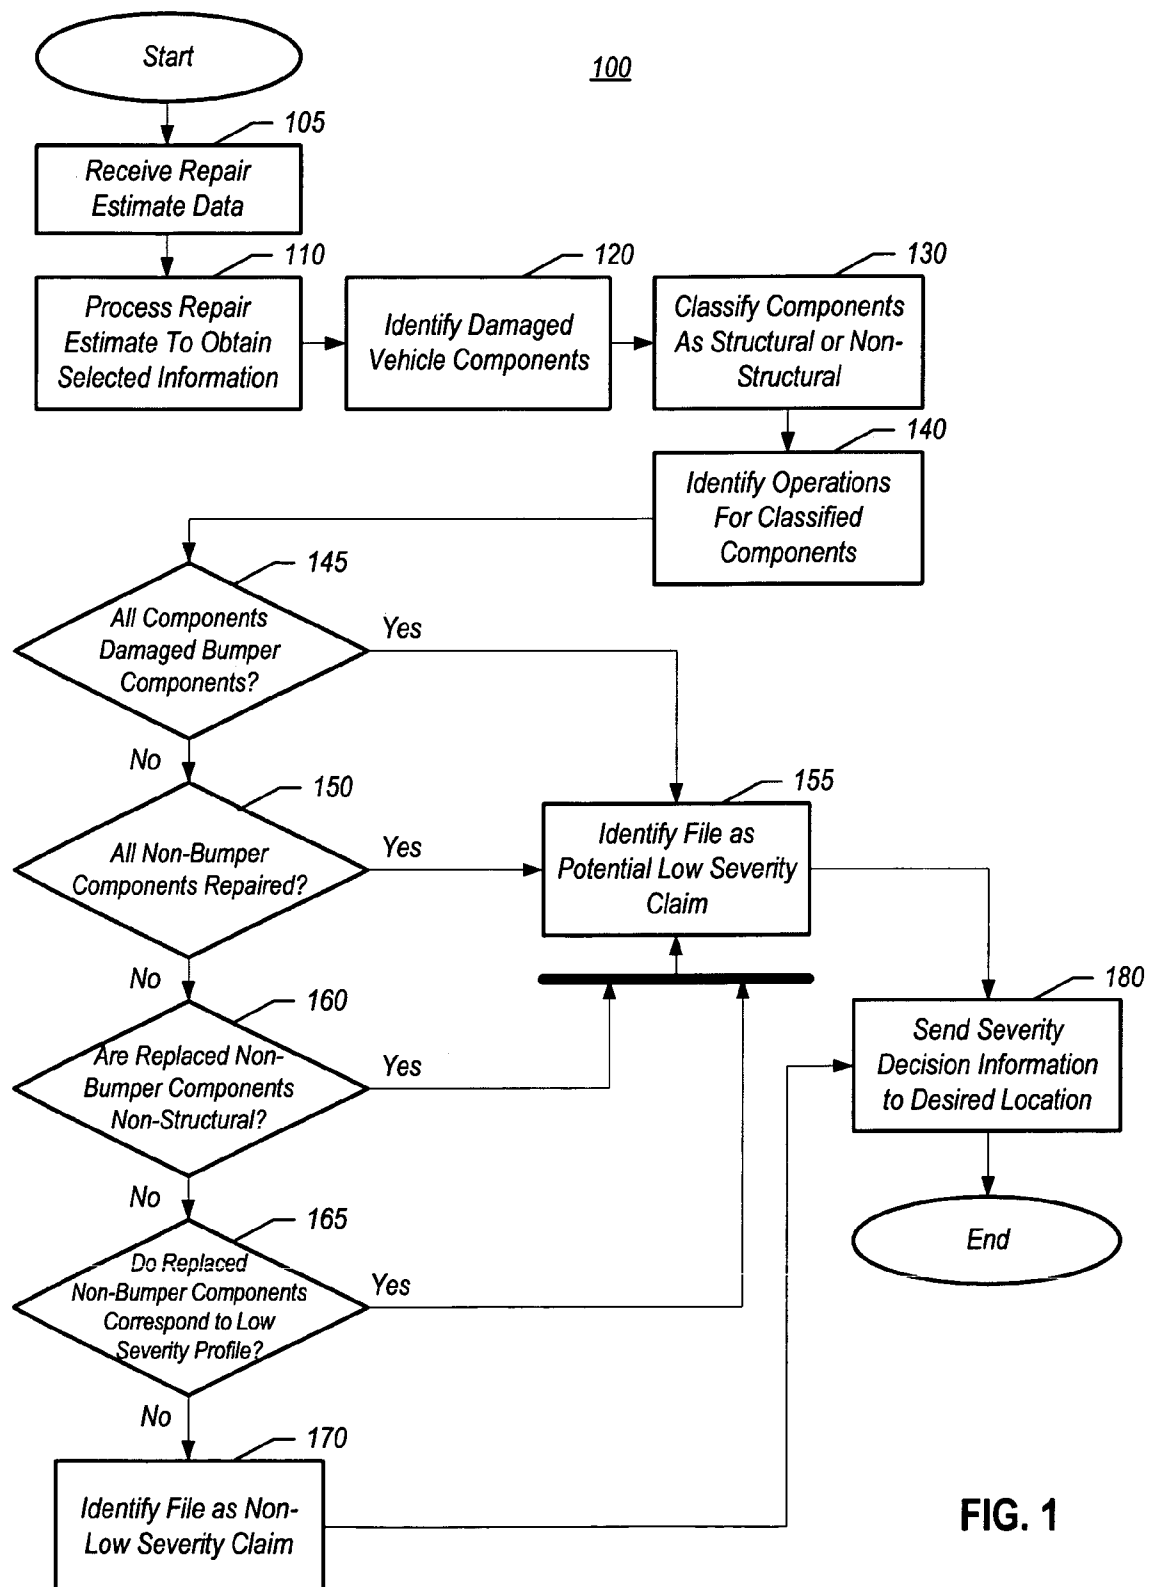 Start
100
105
Receive Repair
Estimate Data
110
Process Repair
Estimate To Obtain
Selected Information
120
Identify Damaged
Vehicle Components
130
Classify Components
As Structural or Non-
Structural
140
Identify Operations
For Classified
Components
145
All Components
Damaged Bumper
Components?
Yes
No
150
All Non-Bumper
Components Repaired?
Yes
No
155
Identify File as
Potential Low Severity
Claim
160
Are Replaced Non-
Bumper Components
Non-Structural?
Yes
No
165
Do Replaced
Non-Bumper Components
Correspond to Low
Severity Profile?
Yes
No
170
Identify File as Non-
Low Severity Claim
180
Send Severity
Decision Information
to Desired Location
End
FIG. 1